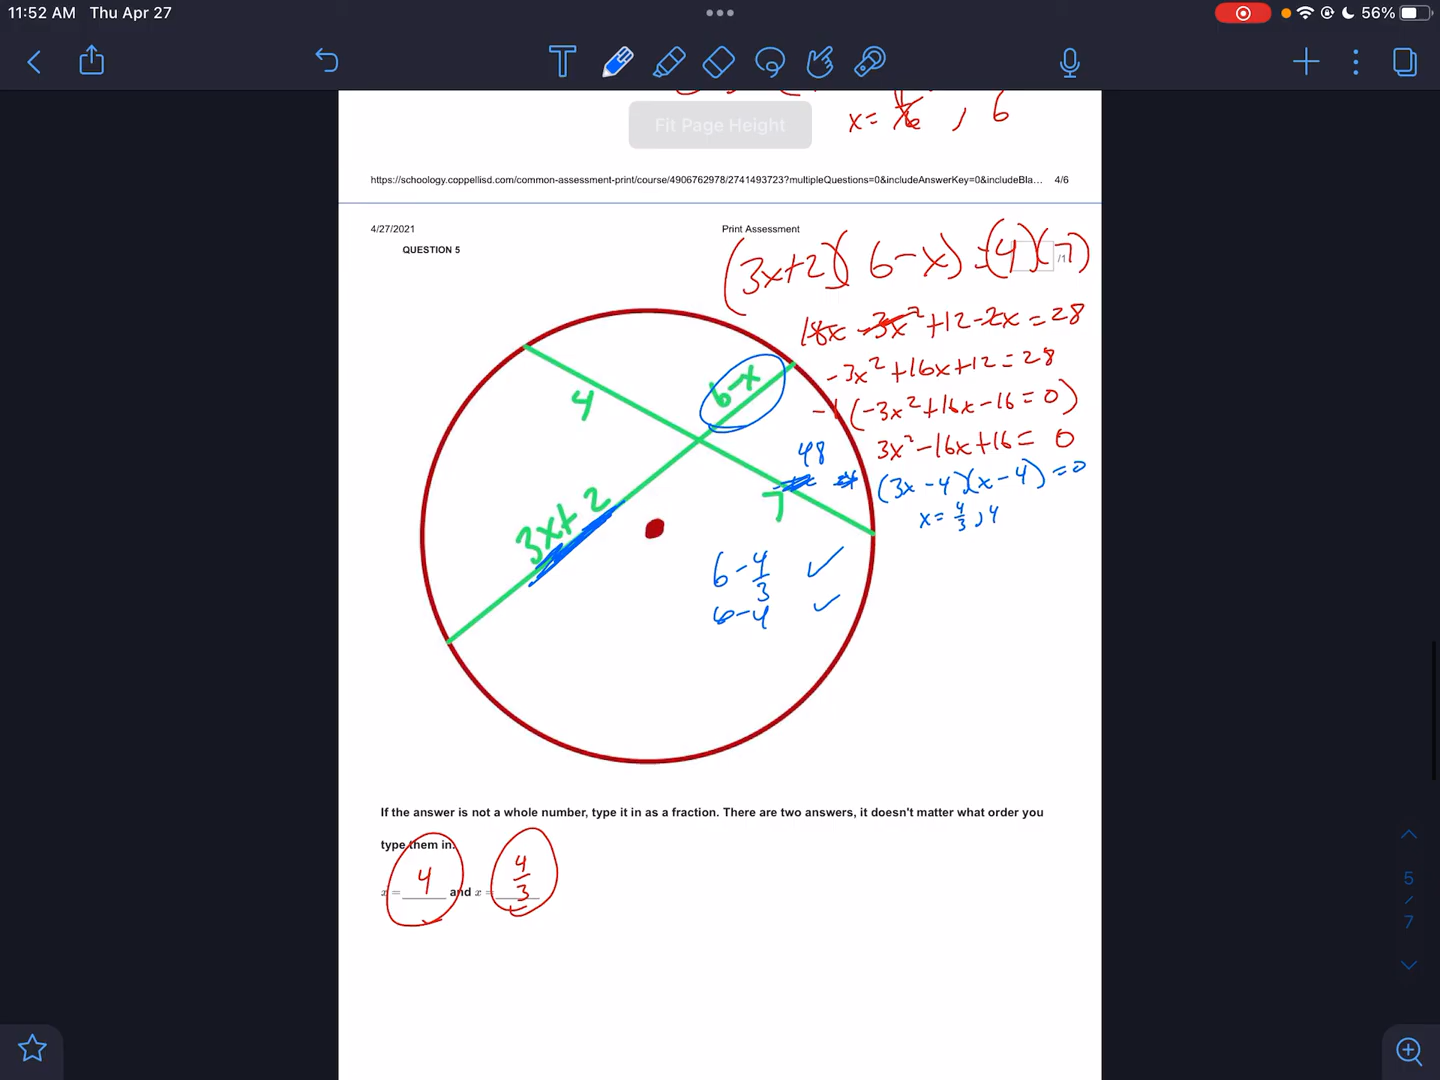 11:52 AM Thu Apr 27
56%
T
Fit Page Height
x= , 6
https://schoology.coppellisd.com/common-assessment-print/course/4906762978/2741493723?multipleQuestions=0&includeAnswerKey=0&includeBla... 4/6
4/27/2021
Print Assessment
QUESTION 5
(3x+2)(6-x)=(4)(7)
18x-3x²+12-2x=28
-3x²+16x+12=28
-1(-3x²+16x-16=0)
3x²-16x+16=0
(3x-4)(x-4)=0
x=4/3,4
4
6-x
48
7
3x+2
6-4/3 ✓
6-4 ✓
If the answer is not a whole number, type it in as a fraction. There are two answers, it doesn't matter what order you
type them in.
x = 4 and x = 4/3
5
/
7